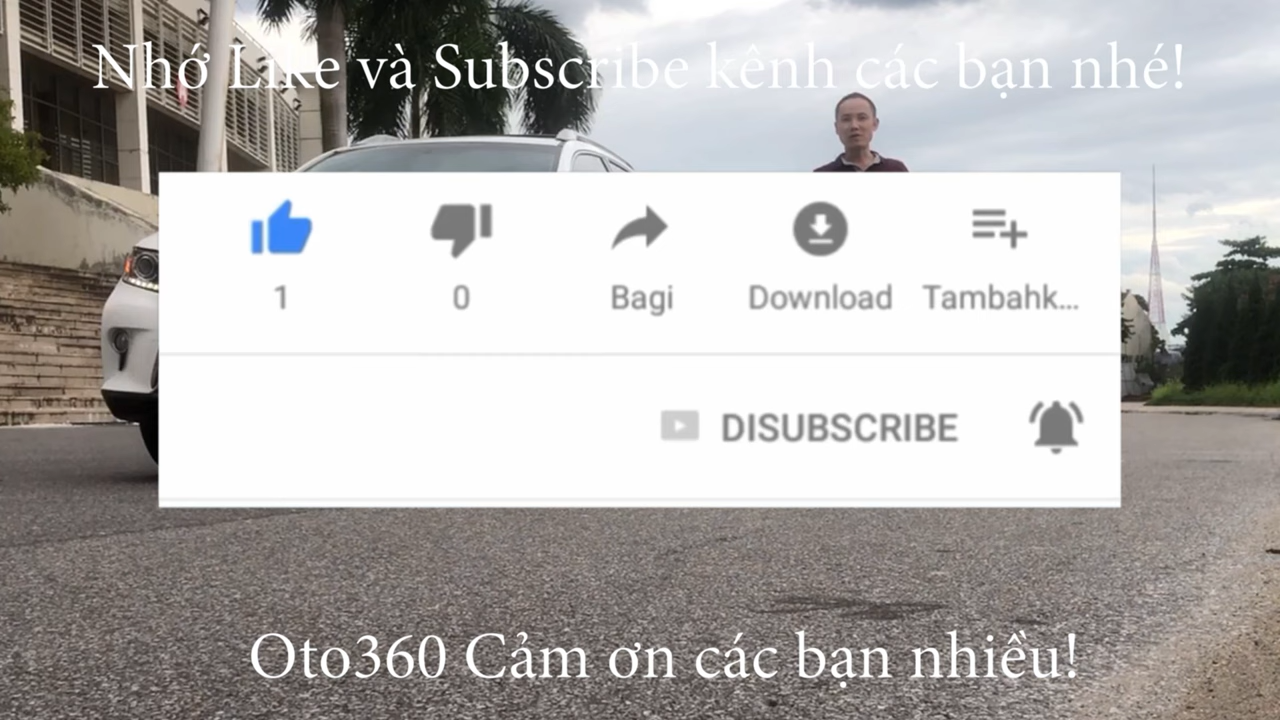 Nhớ Like và Subscribe kênh các bạn nhé!
1 0 Bagi Download Tambahk...
DISUBSCRIBE
Oto360 Cảm ơn các bạn nhiều!